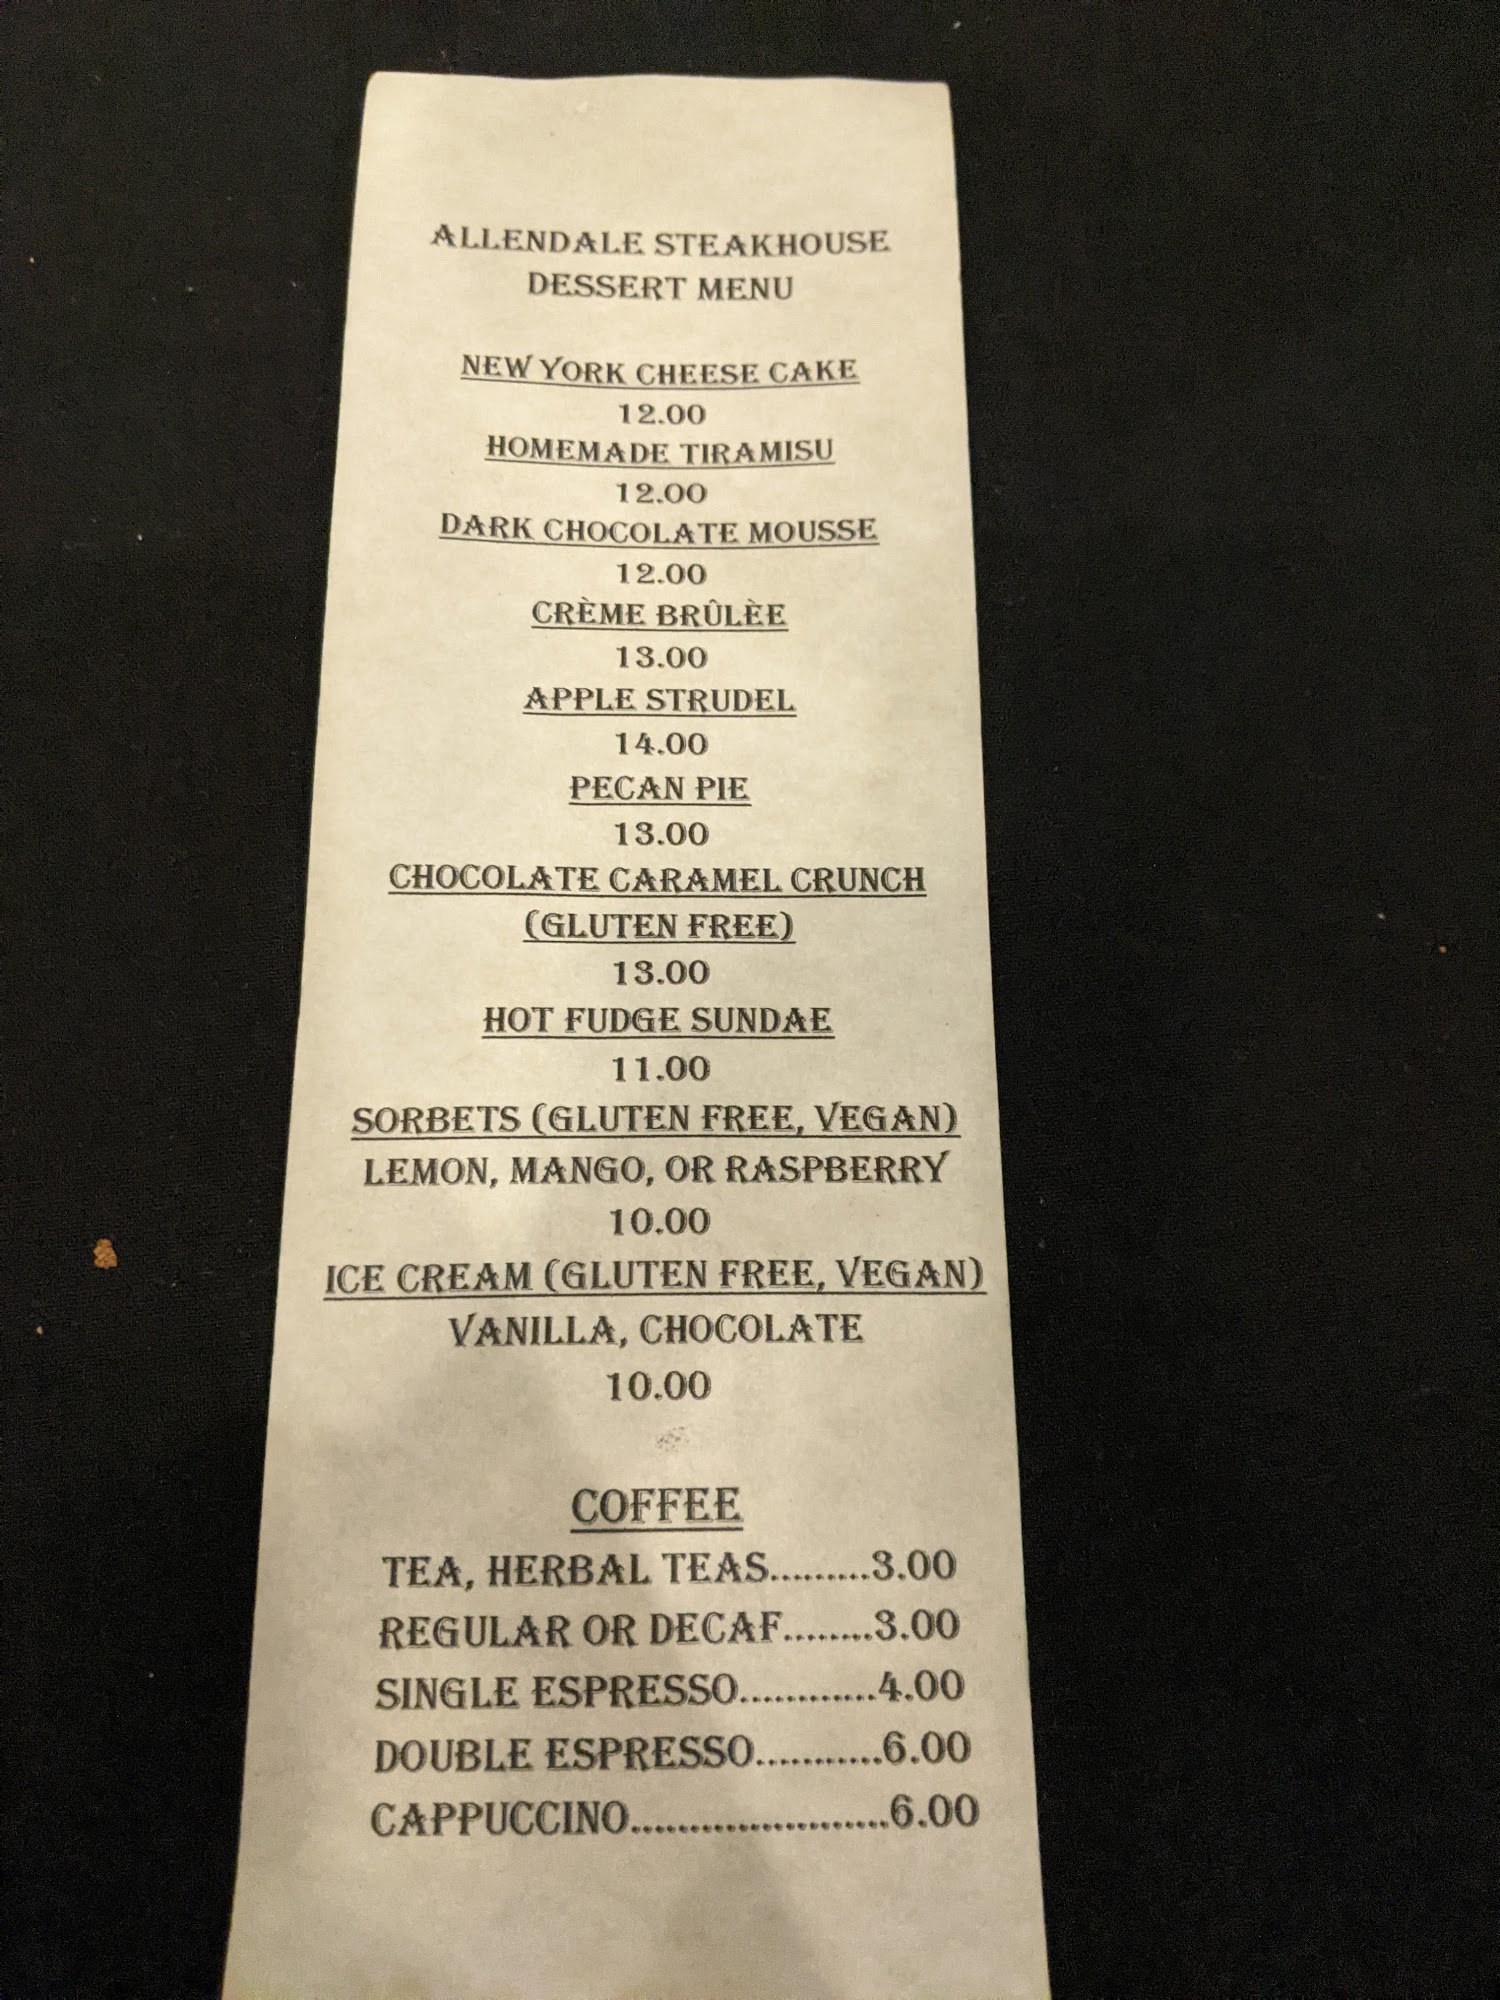 ALLENDALE STEAKHOUSE
DESSERT MENU
NEW YORK CHEESE CAKE
12.00
HOMEMADE TIRAMISU
12.00
DARK CHOCOLATE MOUSSE
12.00
CRÈME BRÛLÈE
13.00
APPLE STRUDEL
14.00
PECAN PIE
13.00
CHOCOLATE CARAMEL CRUNCH
(GLUTEN FREE)
13.00
HOT FUDGE SUNDAE
11.00
SORBETS (GLUTEN FREE, VEGAN)
LEMON, MANGO, OR RASPBERRY
10.00
ICE CREAM (GLUTEN FREE, VEGAN)
VANILLA, CHOCOLATE
10.00
COFFEE
TEA, HERBAL TEAS.........3.00
REGULAR OR DECAF........3.00
SINGLE ESPRESSO............4.00
DOUBLE ESPRESSO...........6.00
CAPPUCCINO......................6.00